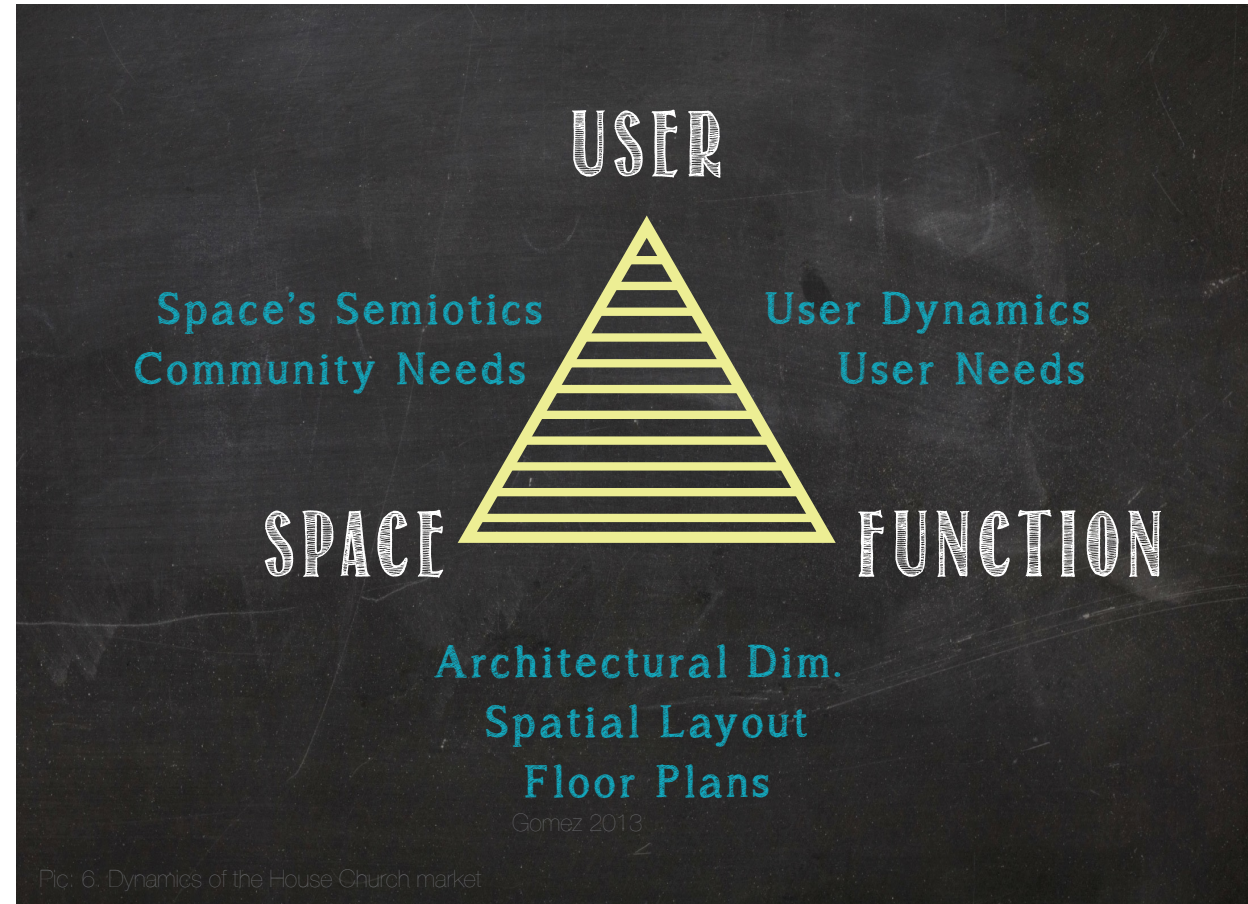 USER
Space's Semiotics
Community Needs
User Dynamics
User Needs
SPACE
FUNCTION
Architectural Dim.
Spatial Layout
Floor Plans
Gomez 2013
Pic: 6. Dynamics of the House Church market